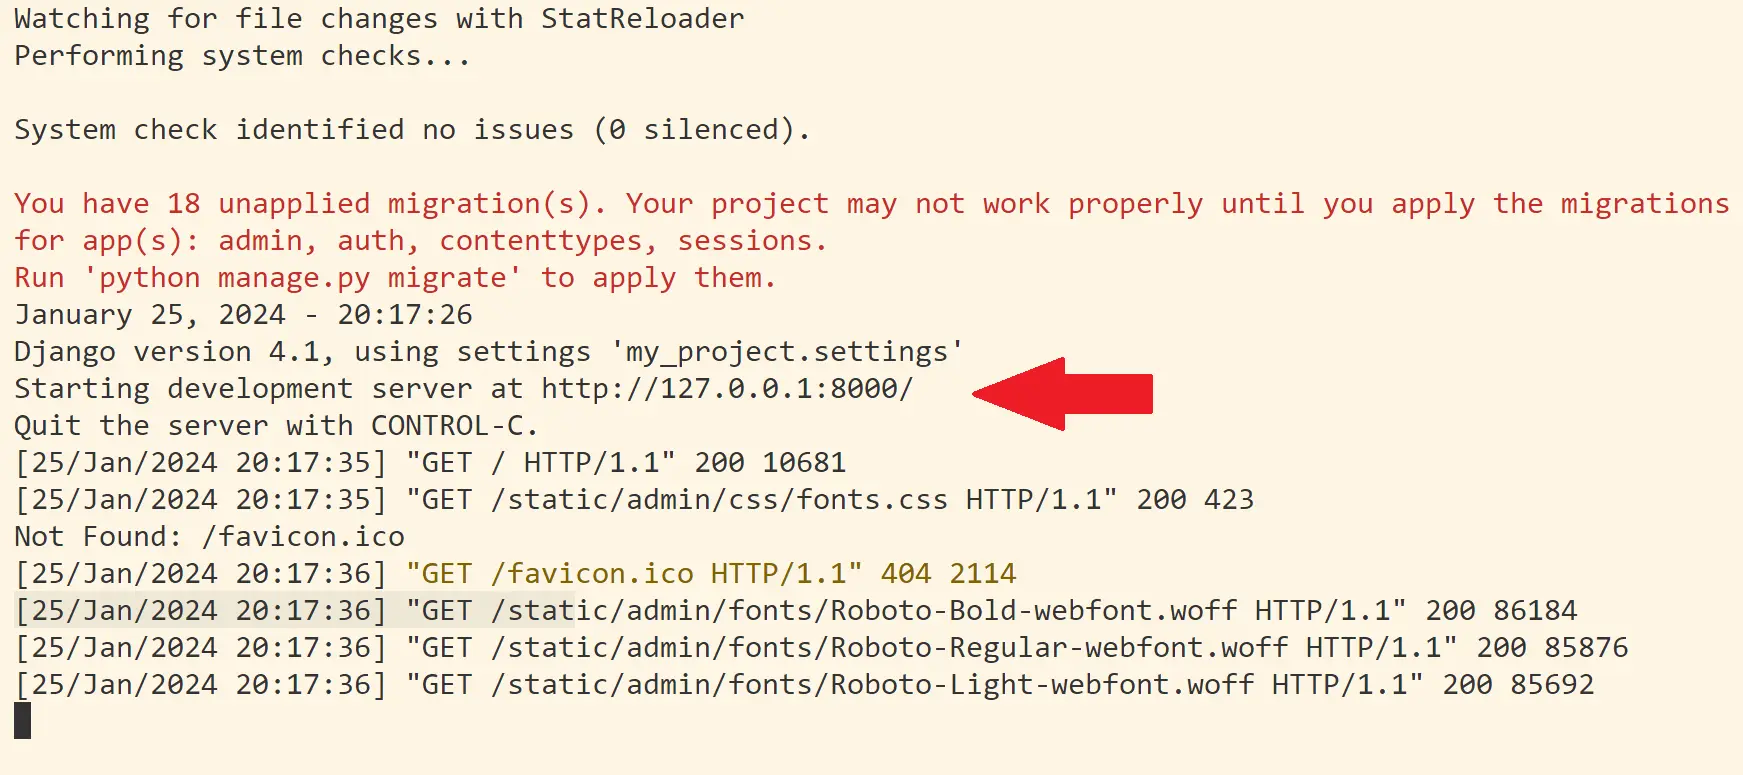 Watching for file changes with StatReloader
Performing system checks...
System check identified no issues (0 silenced).
You have 18 unapplied migration(s). Your project may not work properly until you apply the migrations
for app(s): admin, auth, contenttypes, sessions.
Run 'python manage.py migrate' to apply them.
January 25, 2024 - 20:17:26
Django version 4.1, using settings 'my_project.settings'
Starting development server at http://127.0.0.1:8000/
Quit the server with CONTROL-C.
[25/Jan/2024 20:17:35] "GET / HTTP/1.1" 200 10681
[25/Jan/2024 20:17:35] "GET /static/admin/css/fonts.css HTTP/1.1" 200 423
Not Found: /favicon.ico
[25/Jan/2024 20:17:36] "GET /favicon.ico HTTP/1.1" 404 2114
[25/Jan/2024 20:17:36] "GET /static/admin/fonts/Roboto-Bold-webfont.woff HTTP/1.1" 200 86184
[25/Jan/2024 20:17:36] "GET /static/admin/fonts/Roboto-Regular-webfont.woff HTTP/1.1" 200 85876
[25/Jan/2024 20:17:36] "GET /static/admin/fonts/Roboto-Light-webfont.woff HTTP/1.1" 200 85692